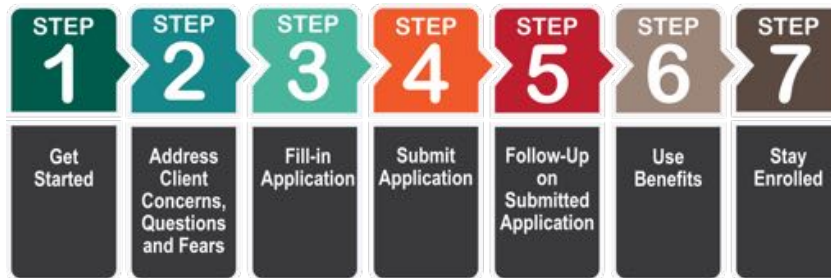 STEP
1
Get
Started
STEP
2
Address
Client
Concerns,
Questions
and Fears
STEP
3
Fill-in
Application
STEP
4
Submit
Application
STEP
5
Follow-Up
on
Submitted
Application
STEP
6
Use
Benefits
STEP
7
Stay
Enrolled